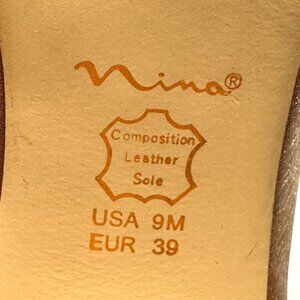 Nina®
Composition
Leather
Sole
USA 9M
EUR 39